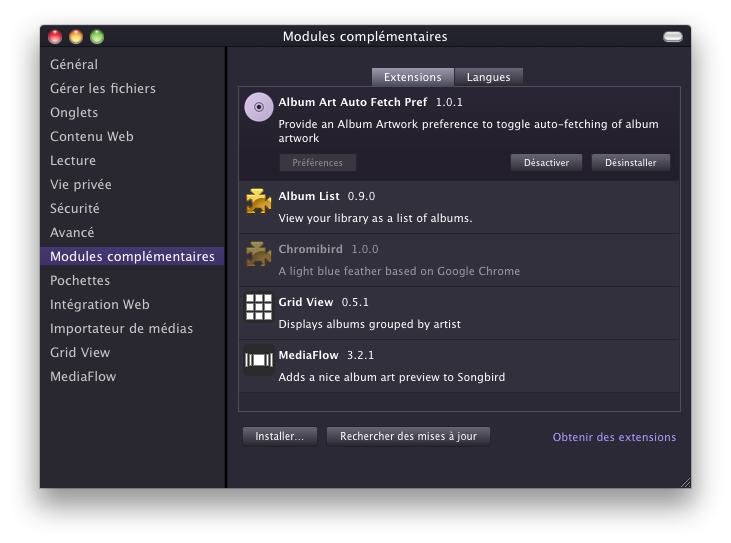 Modules complémentaires
Général
Gérer les fichiers
Onglets
Contenu Web
Lecture
Vie privée
Sécurité
Avancé
Modules complémentaires
Pochettes
Intégration Web
Importateur de médias
Grid View
MediaFlow
Extensions
Langues
Album Art Auto Fetch Pref 1.0.1
Provide an Album Artwork preference to toggle auto-fetching of album
artwork
Préférences
Désactiver
Désinstaller
Album List 0.9.0
View your library as a list of albums.
Chromibird 1.0.0
A light blue feather based on Google Chrome
Grid View 0.5.1
Displays albums grouped by artist
MediaFlow 3.2.1
Adds a nice album art preview to Songbird
Installer...
Rechercher des mises à jour
Obtenir des extensions